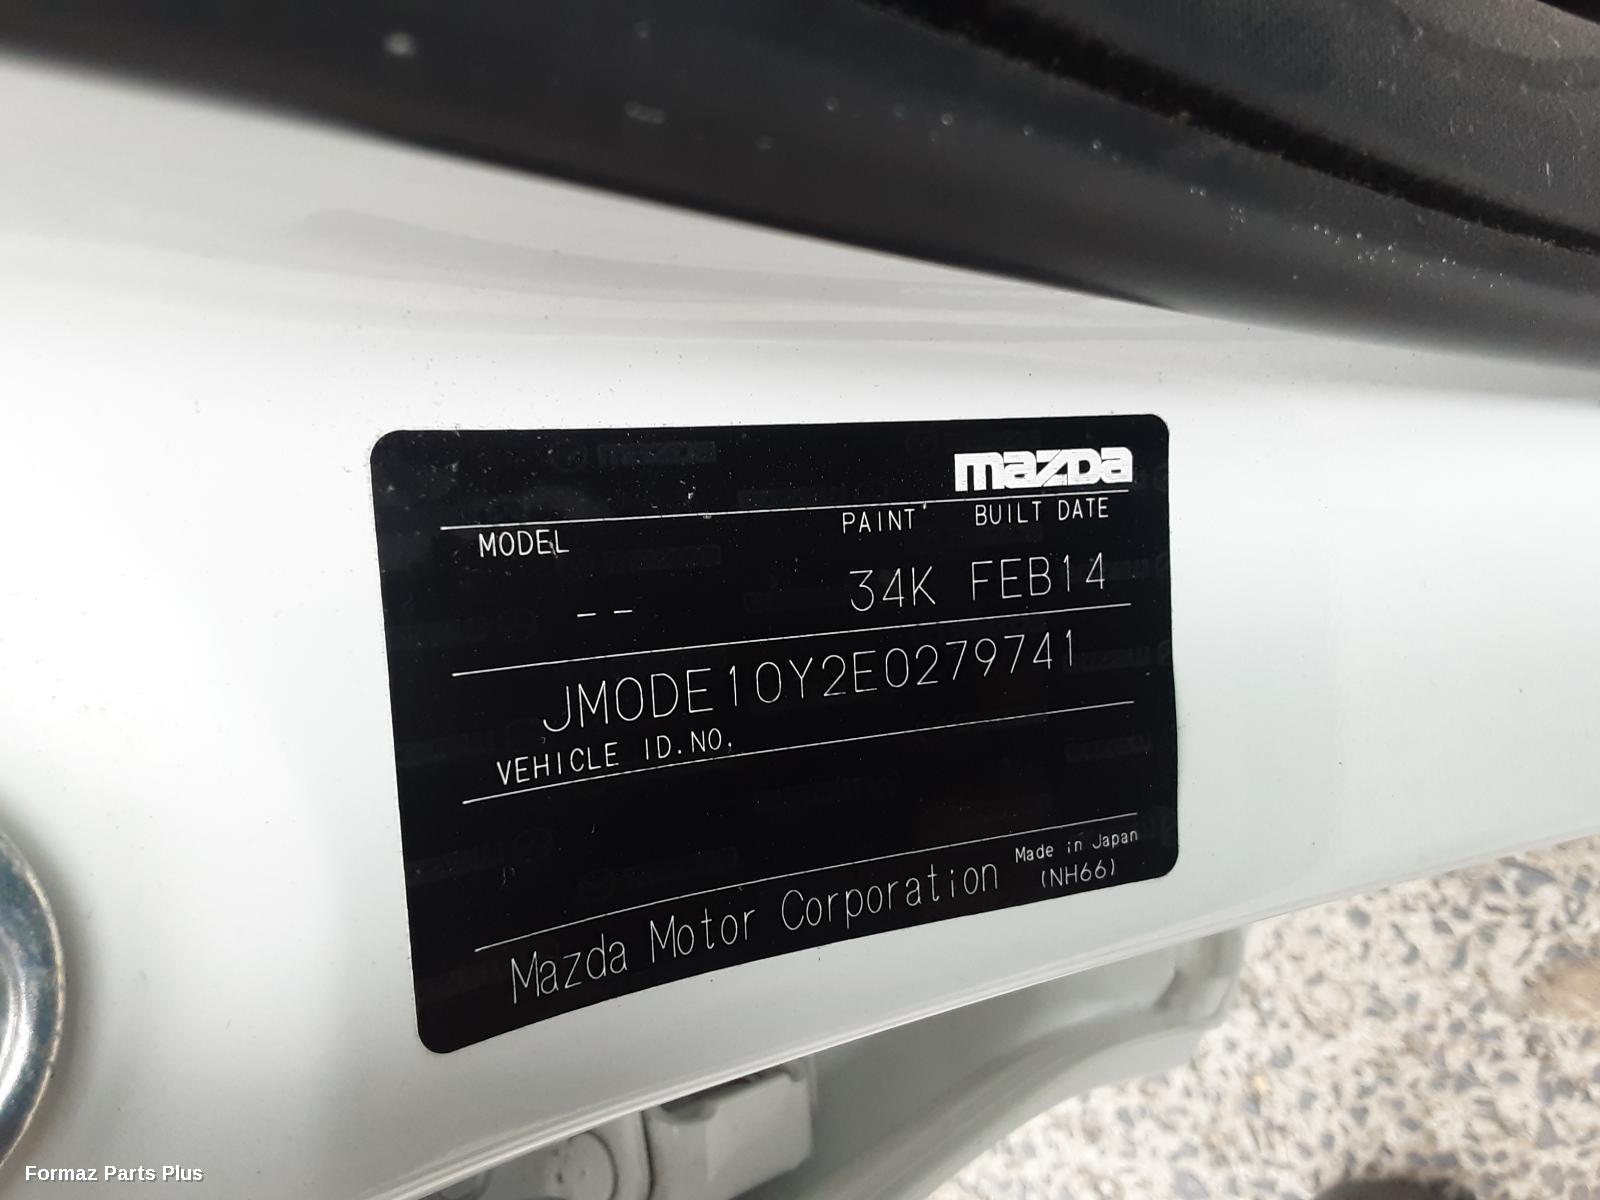 mazda
MODEL PAINT BUILT DATE
-- 34K FEB14
JM0DE10Y2E0279741
VEHICLE ID.NO.
Mazda Motor Corporation Made in Japan
(NH66)
Formaz Parts Plus